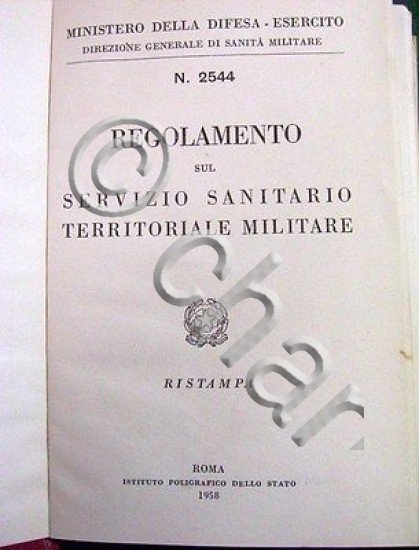 MINISTERO DELLA DIFESA - ESERCITO
DIREZIONE GENERALE DI SANITÀ MILITARE
N. 2544
REGOLAMENTO
SUL
SERVIZIO SANITARIO
TERRITORIALE MILITARE
RISTAMPA
ROMA
ISTITUTO POLIGRAFICO DELLO STATO
1958
© char